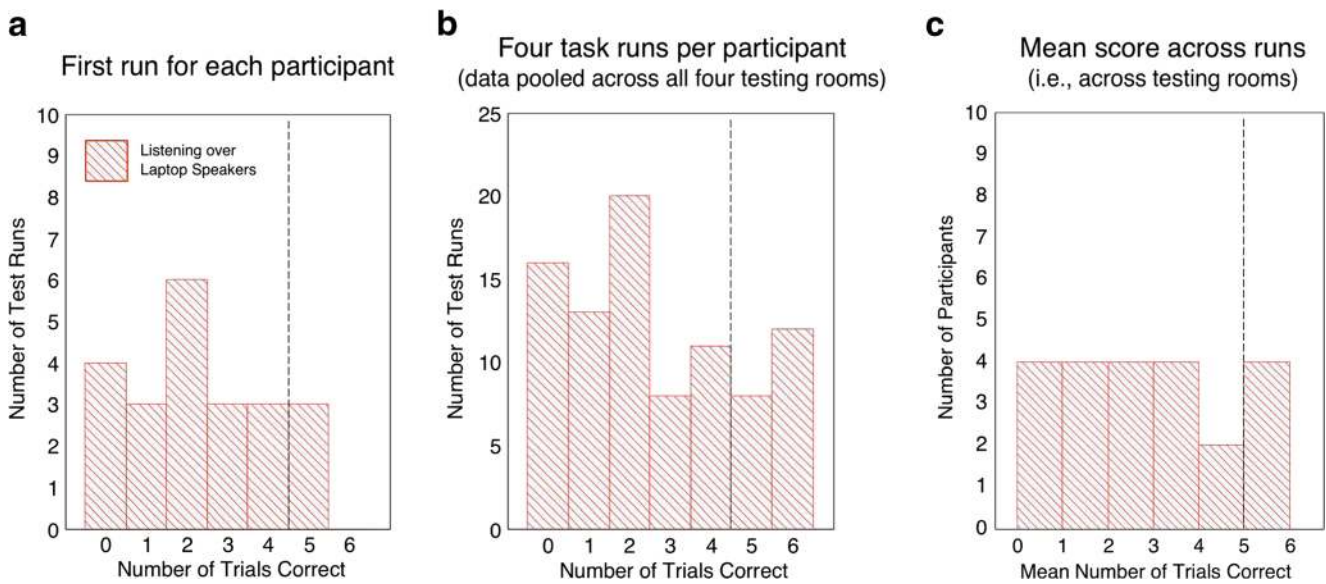 a
First run for each participant
10
9
8
7
6
5
4
3
2
1
0
Number of Test Runs
Listening over
Laptop Speakers
0 1 2 3 4 5 6
Number of Trials Correct
b
Four task runs per participant
(data pooled across all four testing rooms)
25
20
15
10
5
0
Number of Test Runs
0 1 2 3 4 5 6
Number of Trials Correct
c
Mean score across runs
(i.e., across testing rooms)
10
9
8
7
6
5
4
3
2
1
0
Number of Participants
0 1 2 3 4 5 6
Mean Number of Trials Correct